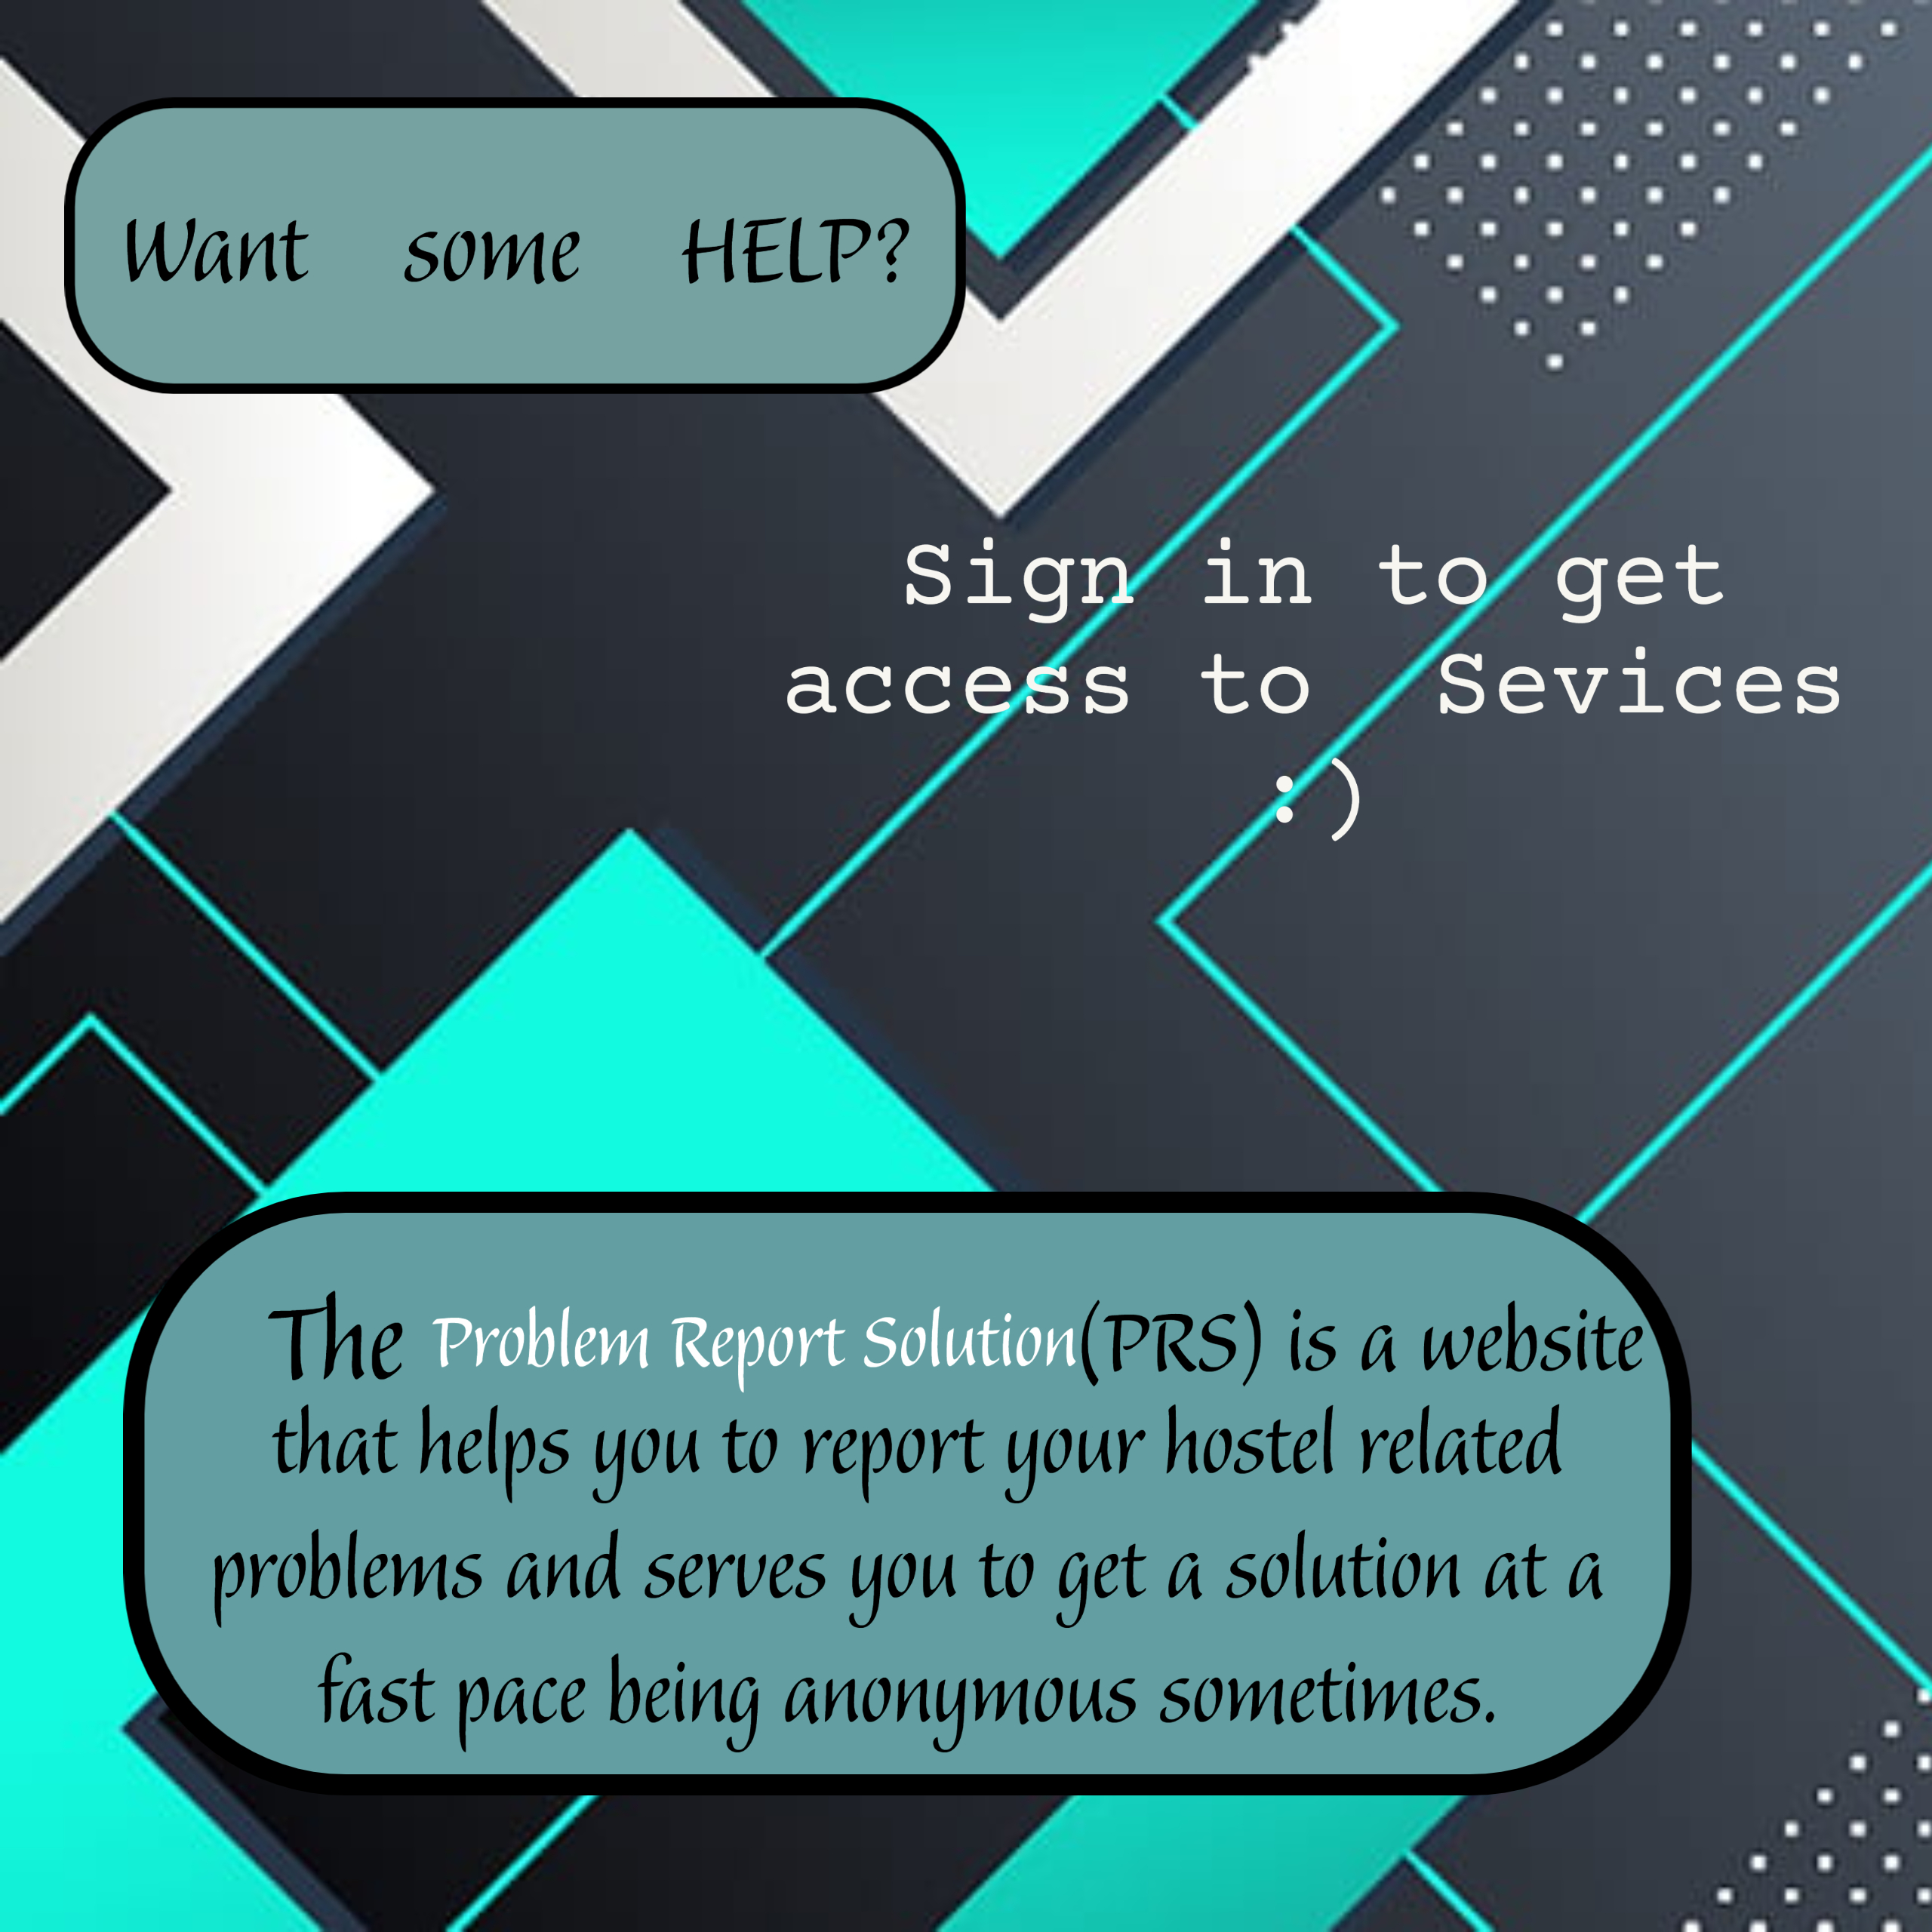 Want some HELP?
Sign in to get
access to Sevices
:)
The Problem Report Solution(PRS) is a website
that helps you to report your hostel related
problems and serves you to get a solution at a
fast pace being anonymous sometimes.